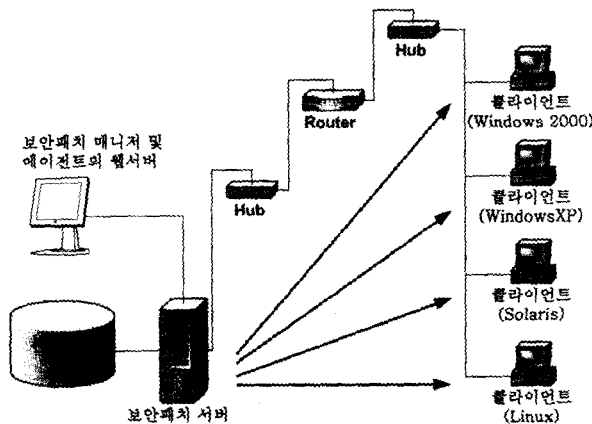 Hub
클라이언트
(Windows 2000)
Router
보안패치 매니저 및
에이전트의 웹서버
Hub
클라이언트
(WindowsXP)
클라이언트
(Solaris)
보안패치 서버
클라이언트
(Linux)